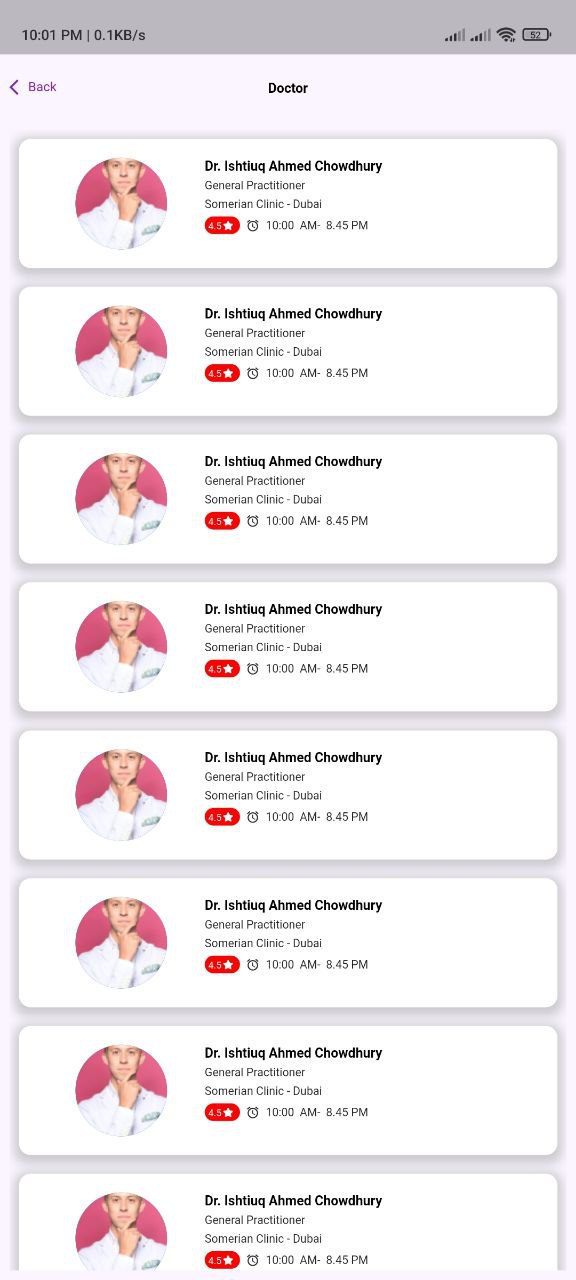 10:01 PM | 0.1KB/s
52
Back
Doctor
Dr. Ishtiuq Ahmed Chowdhury
General Practitioner
Somerian Clinic - Dubai
4.5 10:00 AM- 8.45 PM
Dr. Ishtiuq Ahmed Chowdhury
General Practitioner
Somerian Clinic - Dubai
4.5 10:00 AM- 8.45 PM
Dr. Ishtiuq Ahmed Chowdhury
General Practitioner
Somerian Clinic - Dubai
4.5 10:00 AM- 8.45 PM
Dr. Ishtiuq Ahmed Chowdhury
General Practitioner
Somerian Clinic - Dubai
4.5 10:00 AM- 8.45 PM
Dr. Ishtiuq Ahmed Chowdhury
General Practitioner
Somerian Clinic - Dubai
4.5 10:00 AM- 8.45 PM
Dr. Ishtiuq Ahmed Chowdhury
General Practitioner
Somerian Clinic - Dubai
4.5 10:00 AM- 8.45 PM
Dr. Ishtiuq Ahmed Chowdhury
General Practitioner
Somerian Clinic - Dubai
4.5 10:00 AM- 8.45 PM
Dr. Ishtiuq Ahmed Chowdhury
General Practitioner
Somerian Clinic - Dubai
4.5 10:00 AM- 8.45 PM